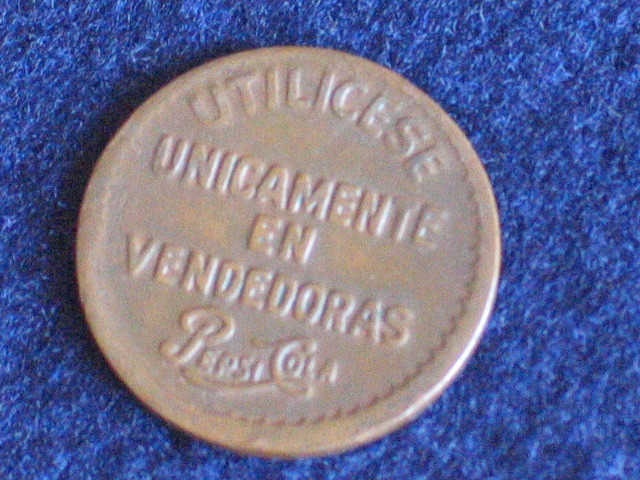 UTILICESE
UNICAMENTE
EN
VENDEDORAS
PEPSI COLA